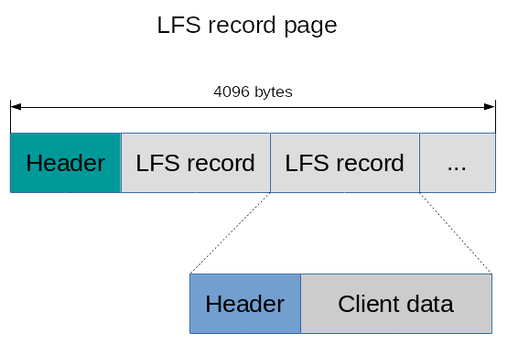 LFS record page
4096 bytes
Header LFS record LFS record ...
Header Client data